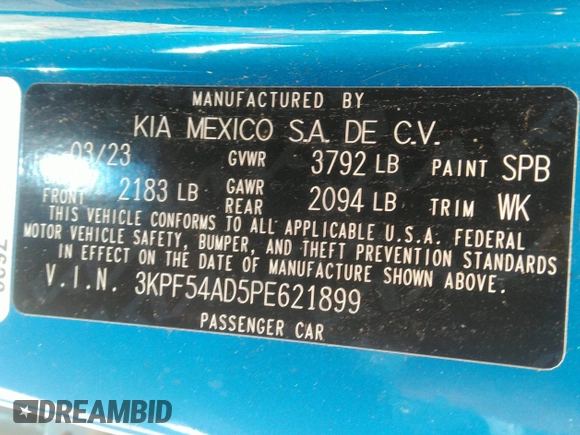 MANUFACTURED BY
KIA MEXICO S.A. DE C.V.
03/23 GVWR 3792 LB PAINT SPB
FRONT 2183 LB GAWR REAR 2094 LB TRIM WK
THIS VEHICLE CONFORMS TO ALL APPLICABLE U.S.A. FEDERAL
MOTOR VEHICLE SAFETY, BUMPER, AND THEFT PREVENTION STANDARDS
IN EFFECT ON THE DATE OF MANUFACTURE SHOWN ABOVE.
V.I.N. 3KPF54AD5PE621899
PASSENGER CAR
DREAMBID